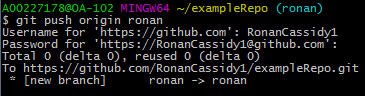 A00227178@OA-102 MINGW64 ~/exampleRepo (ronan)
$ git push origin ronan
Username for 'https://github.com': RonanCassidy1
Password for 'https://RonanCassidy1@github.com':
Total 0 (delta 0), reused 0 (delta 0)
To https://github.com/RonanCassidy1/exampleRepo.git
 * [new branch]      ronan -> ronan